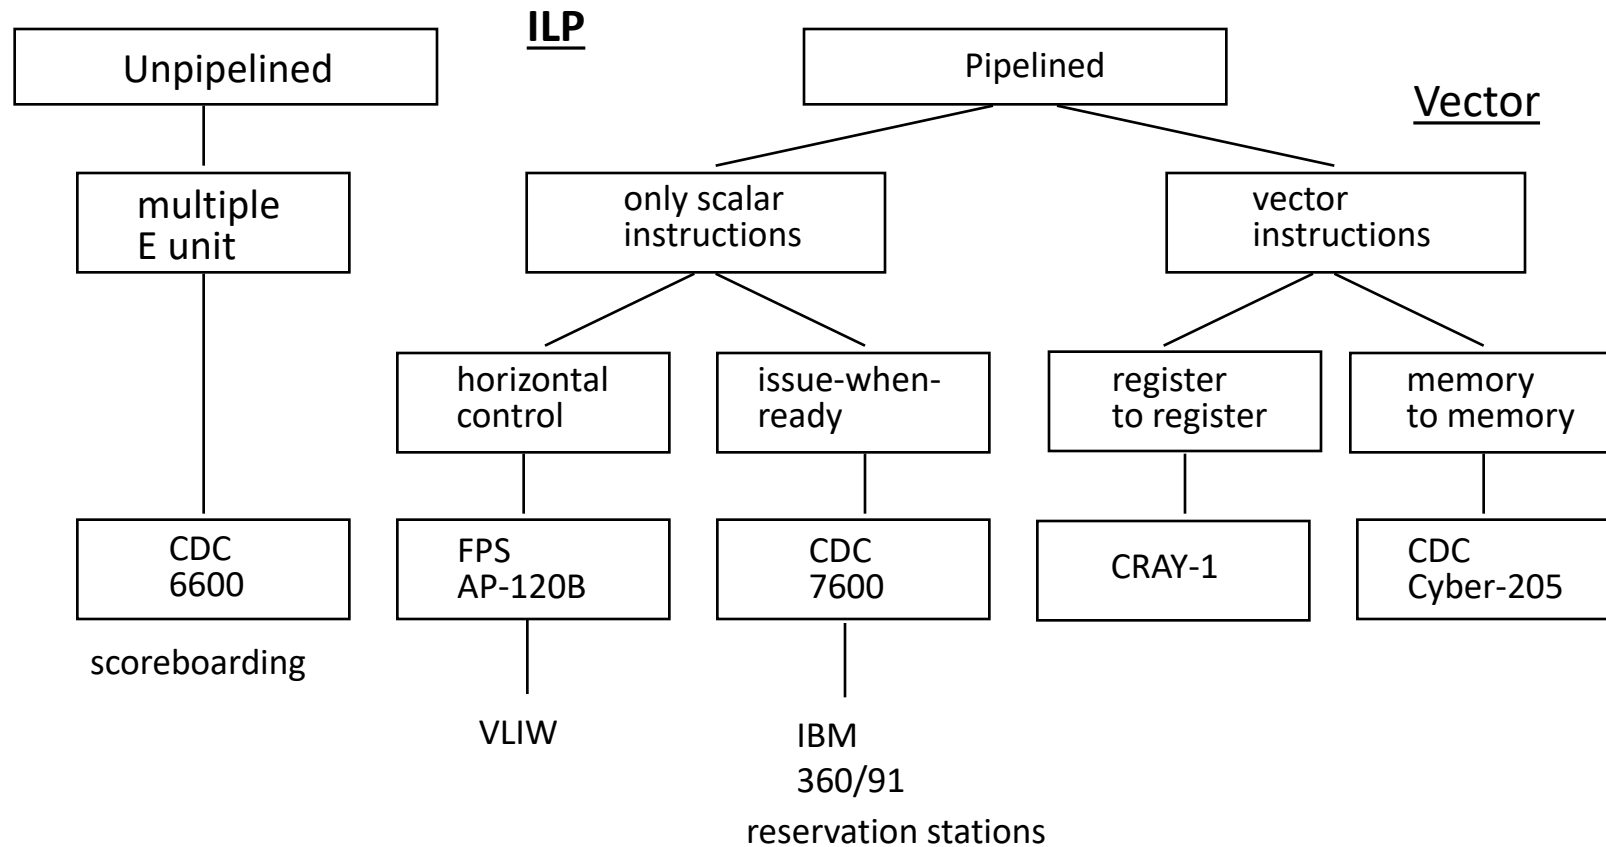 ILP
Unpipelined
Pipelined
Vector
multiple
E unit
only scalar
instructions
vector
instructions
horizontal
control
issue-when-
ready
register
to register
memory
to memory
CDC
6600
FPS
AP-120B
CDC
7600
CRAY-1
CDC
Cyber-205
scoreboarding
VLIW
IBM
360/91
reservation stations